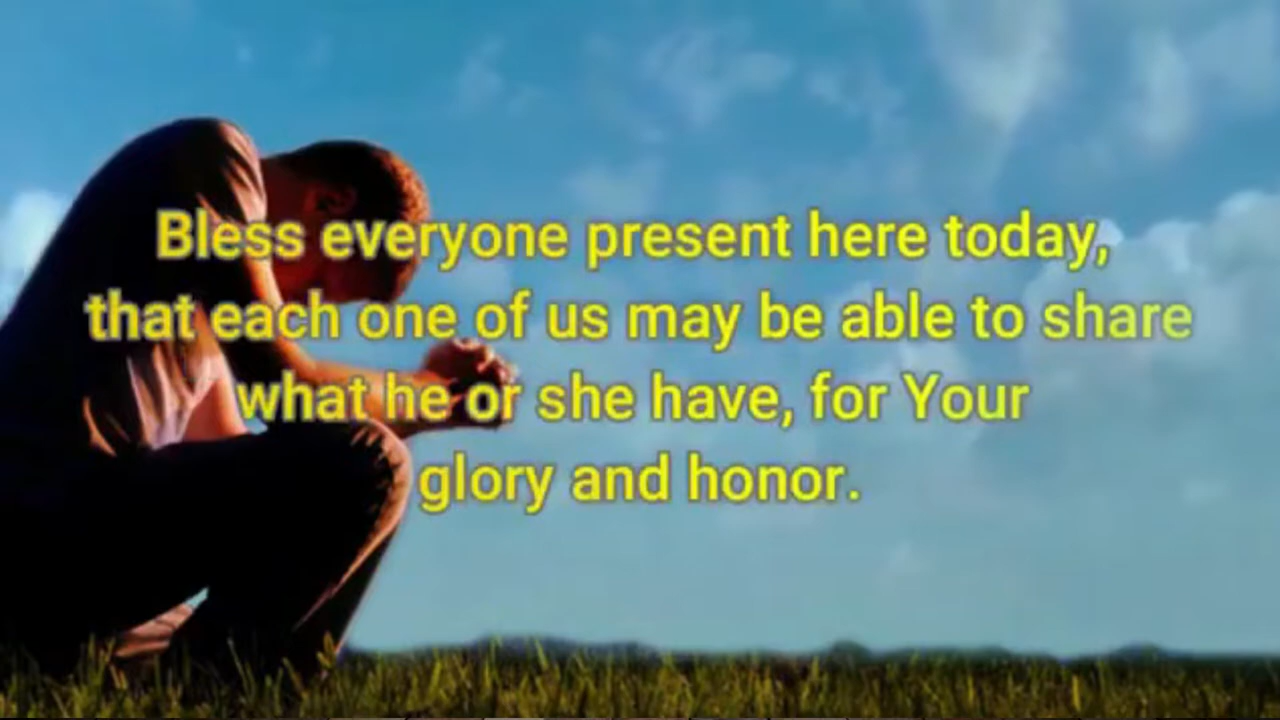 Bless everyone present here today,
that each one of us may be able to share
what he or she have, for Your
glory and honor.